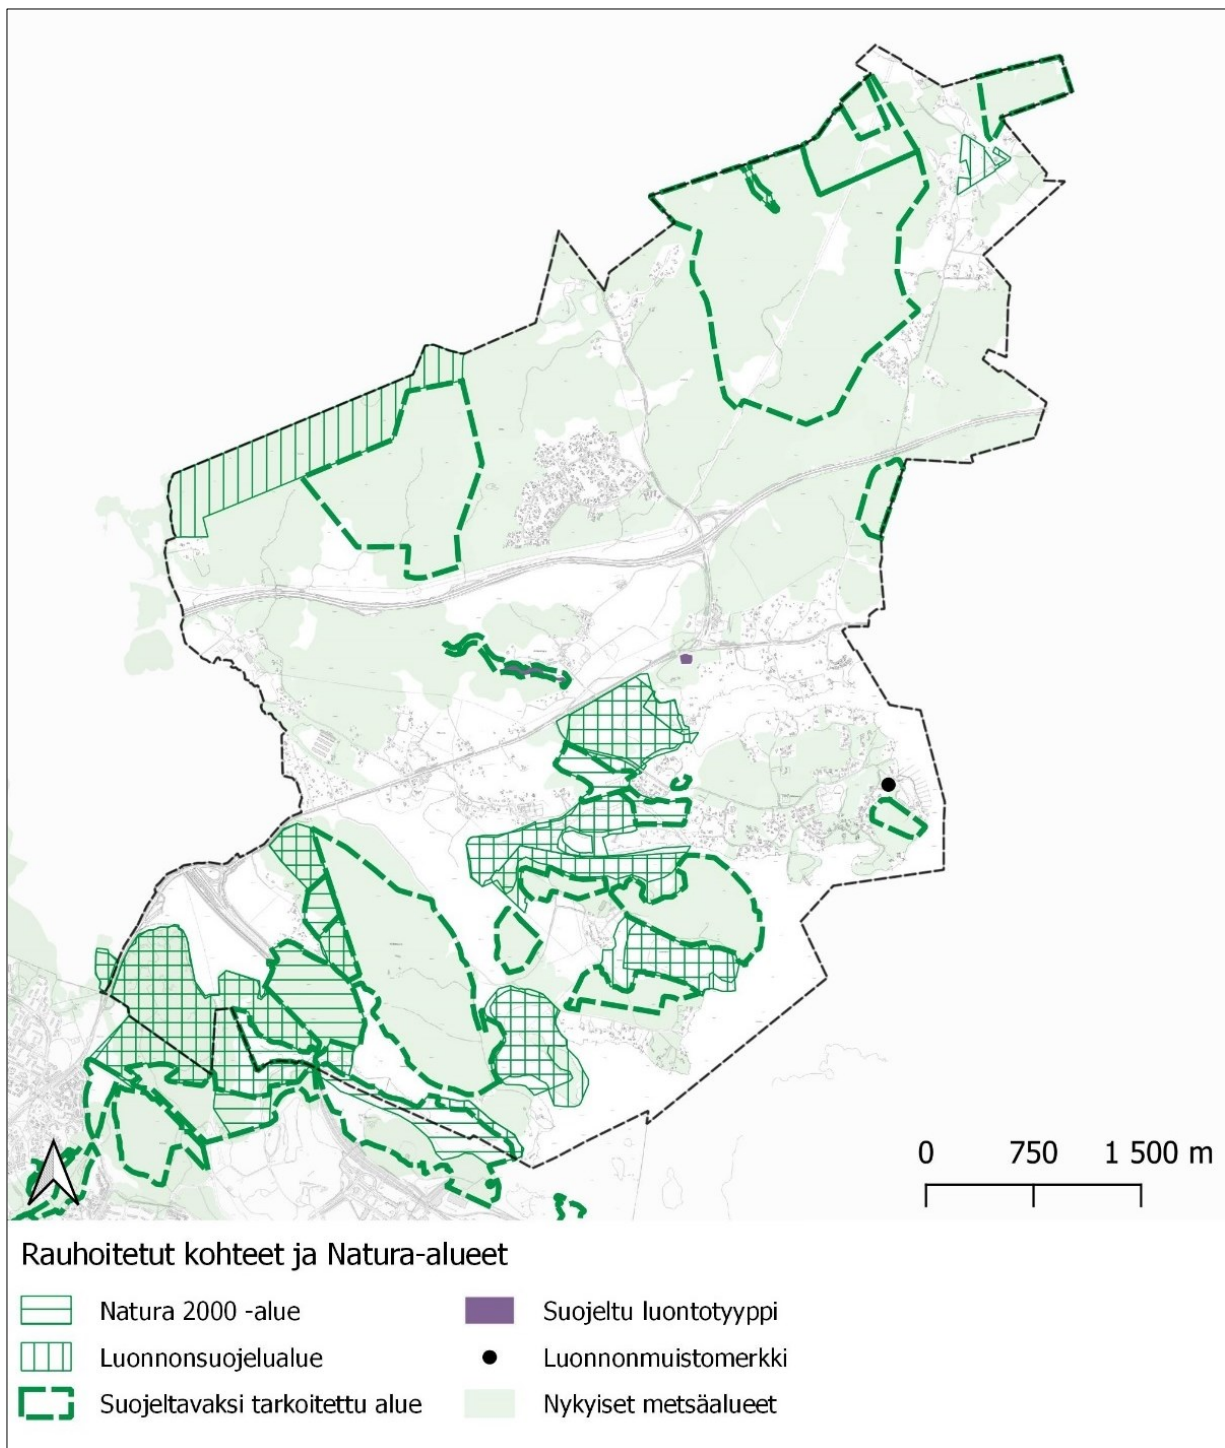 0 750 1 500 m
Rauhoitetut kohteet ja Natura-alueet
Natura 2000 -alue
Suojeltu luontotyyppi
Luonnonsuojelualue
Luonnonmuistomerkki
Suojeltavaksi tarkoitettu alue
Nykyiset metsäalueet